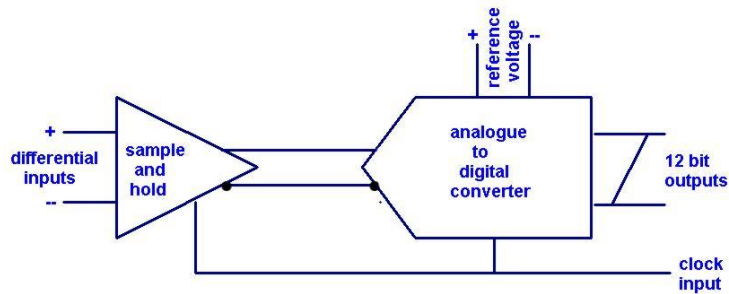 +
differential
inputs
--
sample
and
hold
+
reference
voltage
--
analogue
to
digital
converter
12 bit
outputs
clock
input